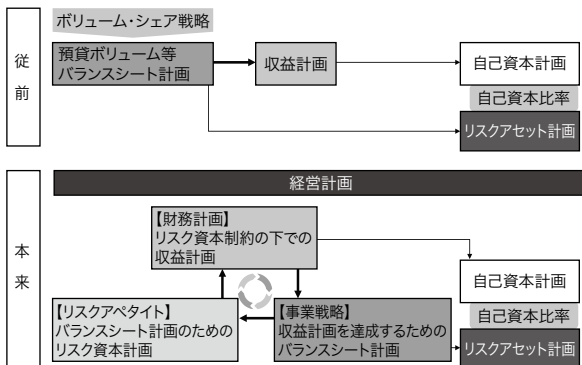 従前
ボリューム・シェア戦略
預貸ボリューム等
バランスシート計画
収益計画
自己資本計画
自己資本比率
リスクアセット計画
本来
経営計画
【財務計画】
リスク資本制約の下での
収益計画
【リスクアペタイト】
バランスシート計画のための
リスク資本計画
【事業戦略】
収益計画を達成するための
バランスシート計画
自己資本計画
自己資本比率
リスクアセット計画